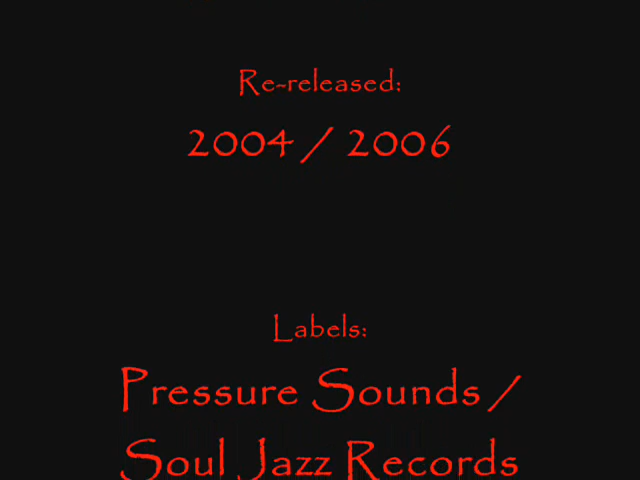 Re-released:
2004 / 2006
Labels:
Pressure Sounds /
Soul Jazz Records